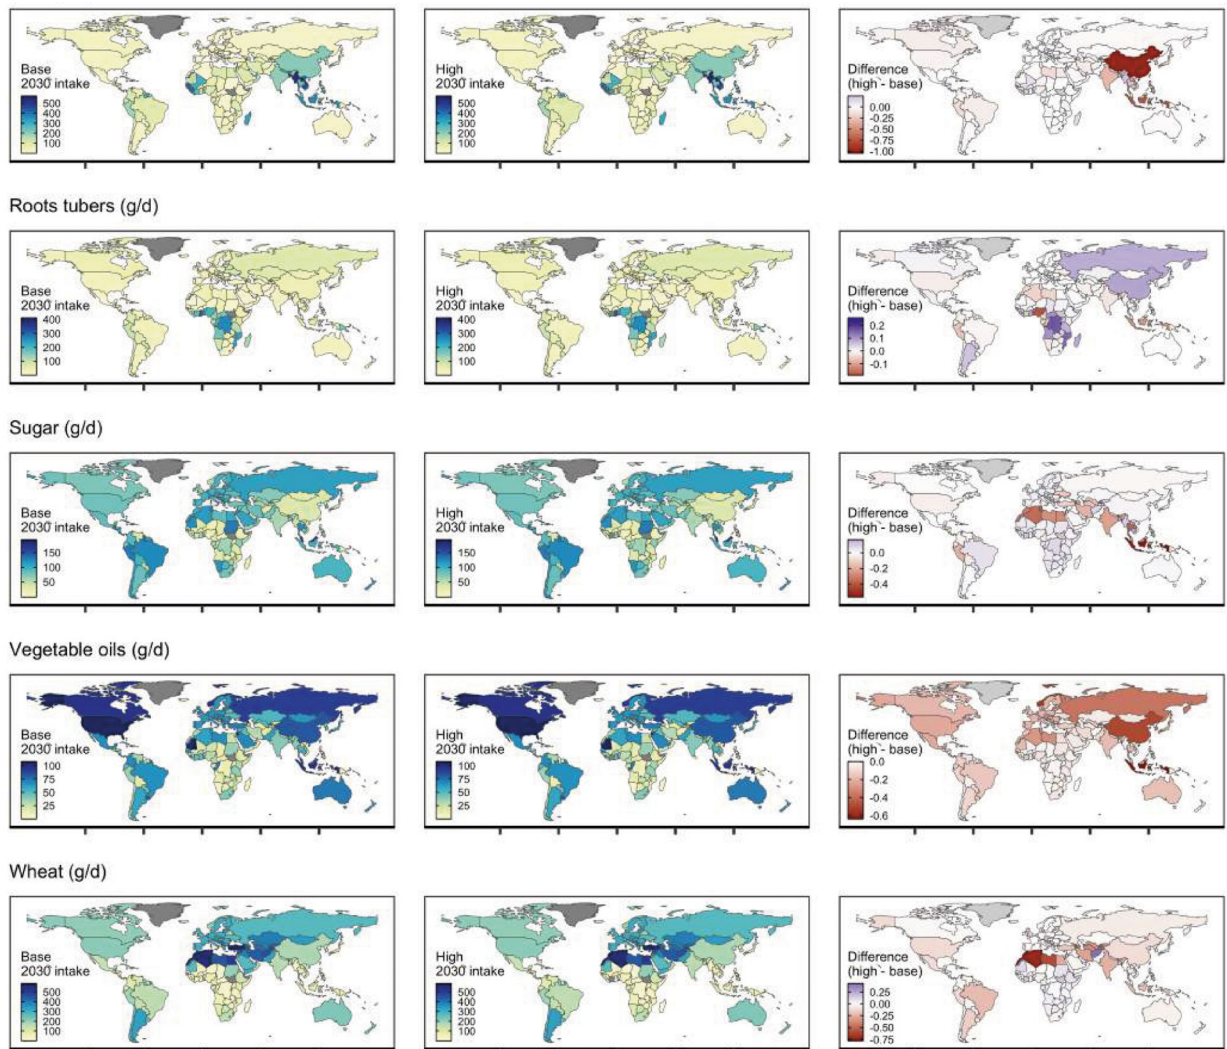 Base
2030 intake
500
400
300
200
100
High
2030 intake
500
400
300
200
100
Difference
(high - base)
0.00
-0.25
-0.50
-0.75
-1.00
Roots tubers (g/d)
Base
2030 intake
400
300
200
100
High
2030 intake
400
300
200
100
Difference
(high - base)
0.2
0.1
0.0
-0.1
Sugar (g/d)
Base
2030 intake
150
100
50
High
2030 intake
150
100
50
Difference
(high - base)
0.0
-0.2
-0.4
Vegetable oils (g/d)
Base
2030 intake
100
75
50
25
High
2030 intake
100
75
50
25
Difference
(high - base)
0.0
-0.2
-0.4
-0.6
Wheat (g/d)
Base
2030 intake
500
400
300
200
100
High
2030 intake
500
400
300
200
100
Difference
(high - base)
0.25
0.00
-0.25
-0.50
-0.75